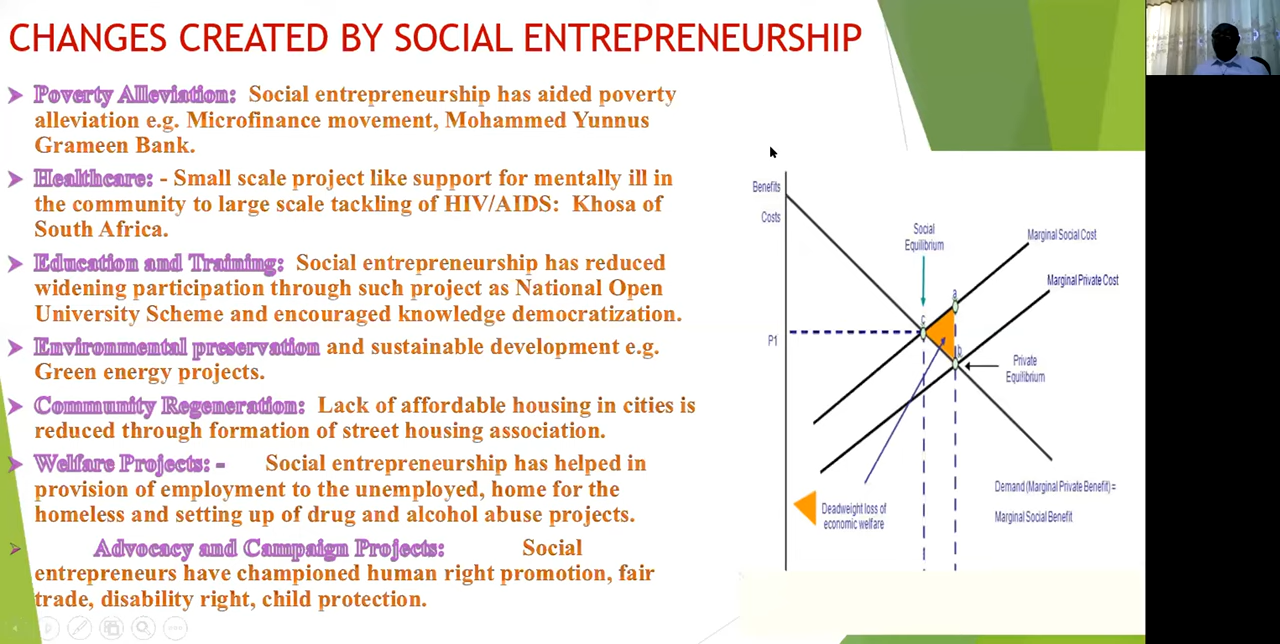 CHANGES CREATED BY SOCIAL ENTREPRENEURSHIP
Poverty Alleviation: Social entrepreneurship has aided poverty
alleviation e.g. Microfinance movement, Mohammed Yunnus
Grameen Bank.
Healthcare: - Small scale project like support for mentally ill in
the community to large scale tackling of HIV/AIDS: Khosa of
South Africa.
Education and Training: Social entrepreneurship has reduced
widening participation through such project as National Open
University Scheme and encouraged knowledge democratization.
Environmental preservation and sustainable development e.g.
Green energy projects.
Community Regeneration: Lack of affordable housing in cities is
reduced through formation of street housing association.
Welfare Projects: - Social entrepreneurship has helped in
provision of employment to the unemployed, home for the
homeless and setting up of drug and alcohol abuse projects.
Advocacy and Campaign Projects: Social
entrepreneurs have championed human right promotion, fair
trade, disability right, child protection.
Benefits
Costs
Social
Equilibrium
Marginal Social Cost
Marginal Private Cost
a
c
P1
b
Private
Equilibrium
Demand (Marginal Private Benefit) =
Marginal Social Benefit
Deadweight loss of
economic welfare